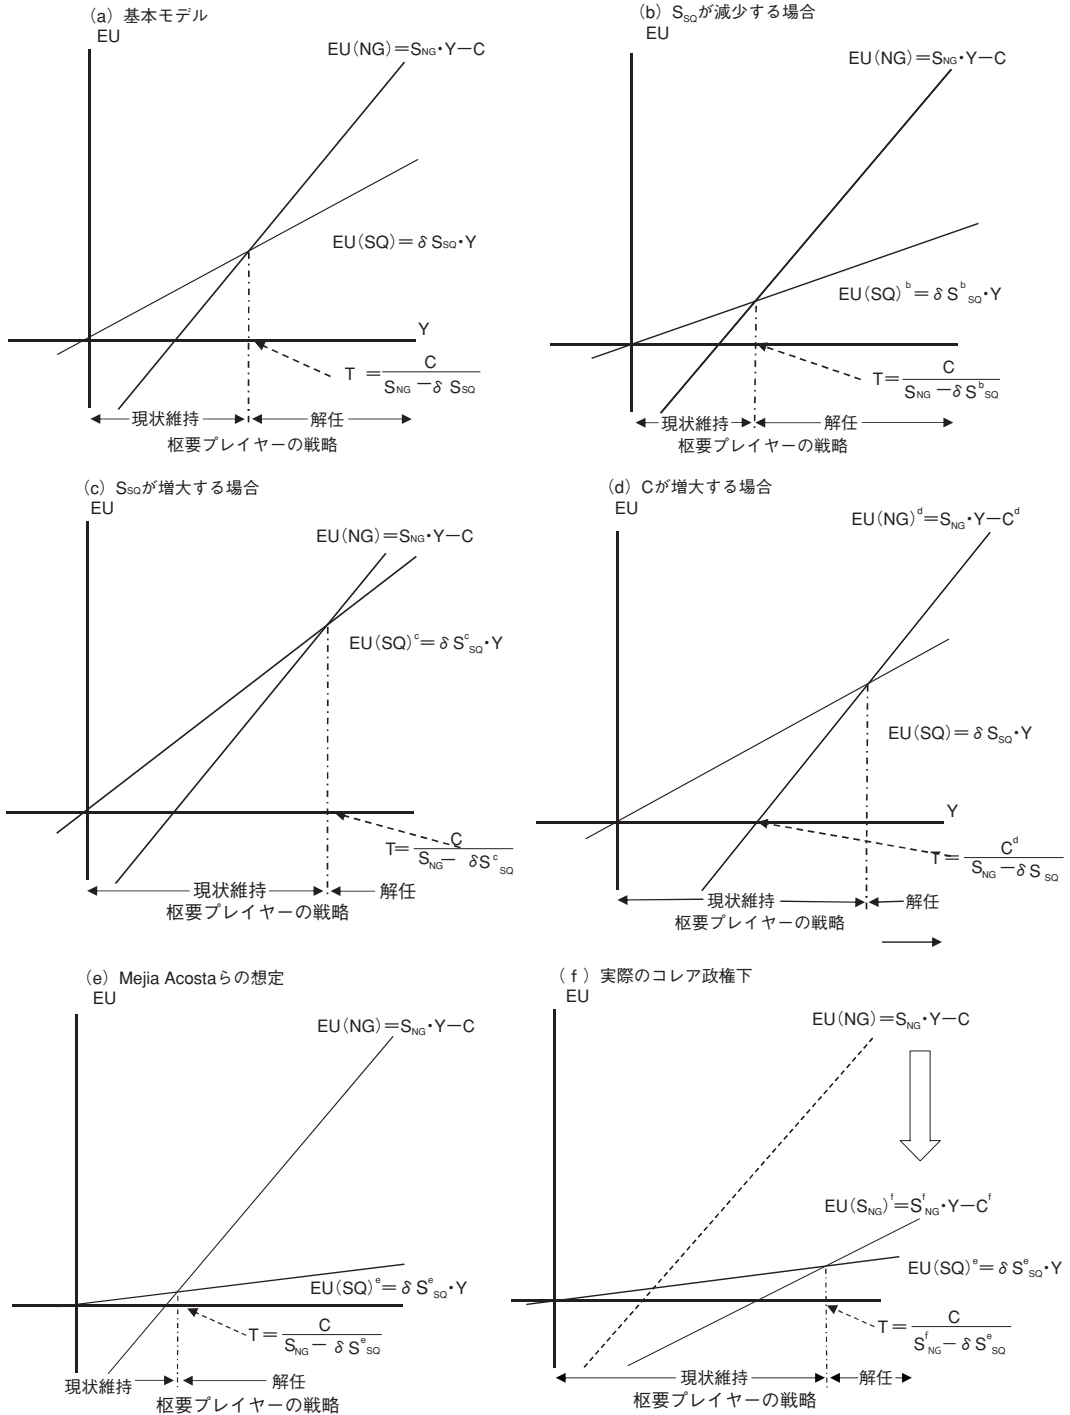 (a) 基本モデル
EU
EU(NG)=SNG・Y−C
EU(SQ)=δSSQ・Y
Y
T = C / SNG −δ SSQ
現状維持 解任
枢要プレイヤーの戦略
(b) SSQが減少する場合
EU
EU(NG)=SNG・Y−C
EU(SQ)b=δSbSQ・Y
T= C / SNG −δSbSQ
現状維持 解任
枢要プレイヤーの戦略
(c) SSQが増大する場合
EU
EU(NG)=SNG・Y−C
EU(SQ)c=δScSQ・Y
T= C / SNG− δScSQ
現状維持 解任
枢要プレイヤーの戦略
(d) Cが増大する場合
EU
EU(NG)d=SNG・Y−Cd
EU(SQ)=δSSQ・Y
Y
T= Cd / SNG−δSSQ
現状維持 解任
枢要プレイヤーの戦略
(e) Mejia Acostaらの想定
EU
EU(NG)=SNG・Y−C
EU(SQ)e=δSeSQ・Y
T= C / SNG− δSeSQ
現状維持 解任
枢要プレイヤーの戦略
(f) 実際のコレア政権下
EU
EU(NG)=SNG・Y−C
EU(SNG)f=SfNG・Y−Cf
EU(SQ)e=δSeSQ・Y
T= C / SfNG−δSeSQ
現状維持 解任
枢要プレイヤーの戦略